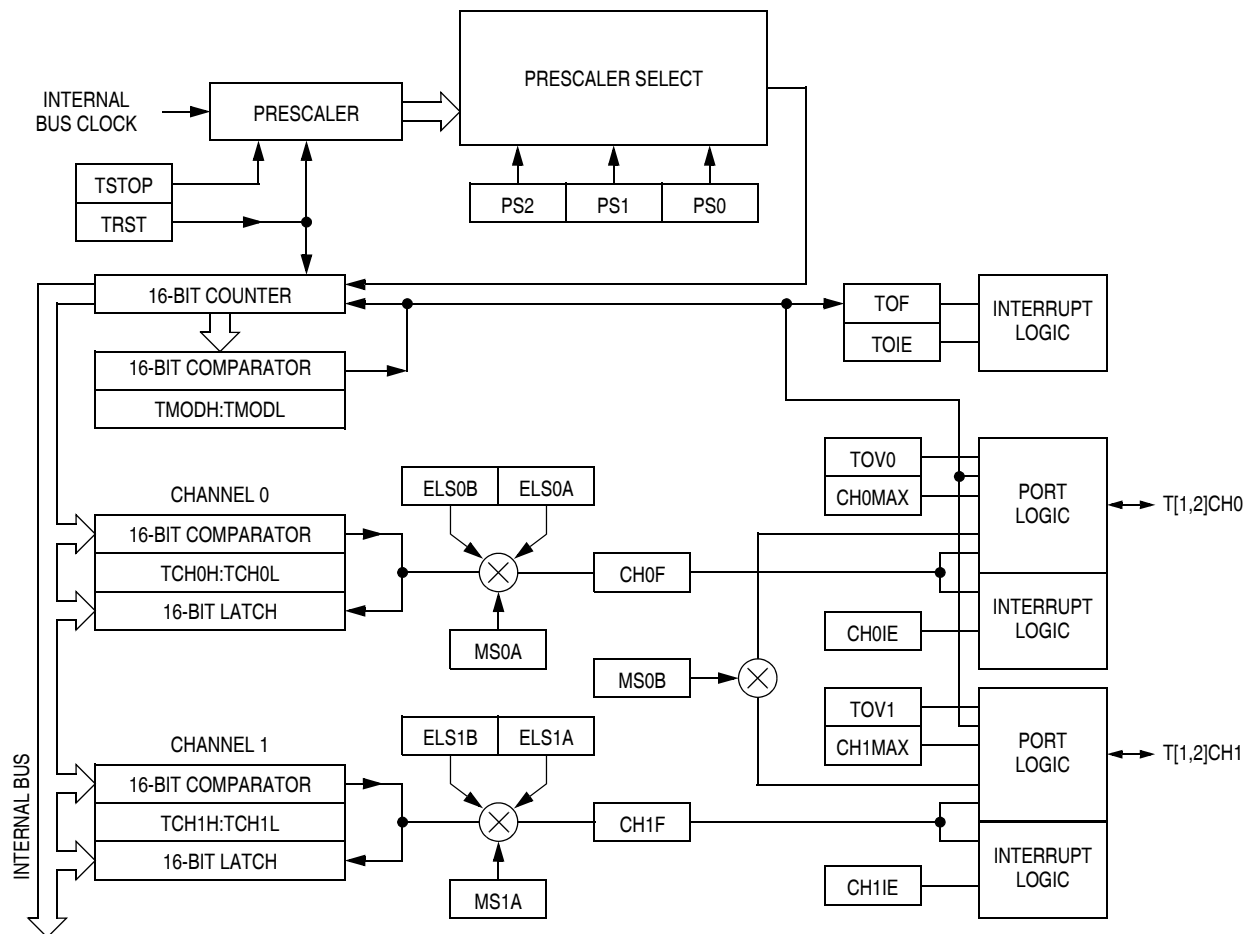 PRESCALER SELECT
INTERNAL
BUS CLOCK
PRESCALER
TSTOP
TRST
PS2
PS1
PS0
16-BIT COUNTER
TOF
TOIE
INTERRUPT
LOGIC
16-BIT COMPARATOR
TMODH:TMODL
CHANNEL 0
ELS0B
ELS0A
TOV0
CH0MAX
PORT
LOGIC
T[1,2]CH0
16-BIT COMPARATOR
TCH0H:TCH0L
16-BIT LATCH
CH0F
MS0A
CH0IE
INTERRUPT
LOGIC
MS0B
CHANNEL 1
ELS1B
ELS1A
TOV1
CH1MAX
PORT
LOGIC
T[1,2]CH1
16-BIT COMPARATOR
TCH1H:TCH1L
16-BIT LATCH
CH1F
MS1A
CH1IE
INTERRUPT
LOGIC
INTERNAL BUS